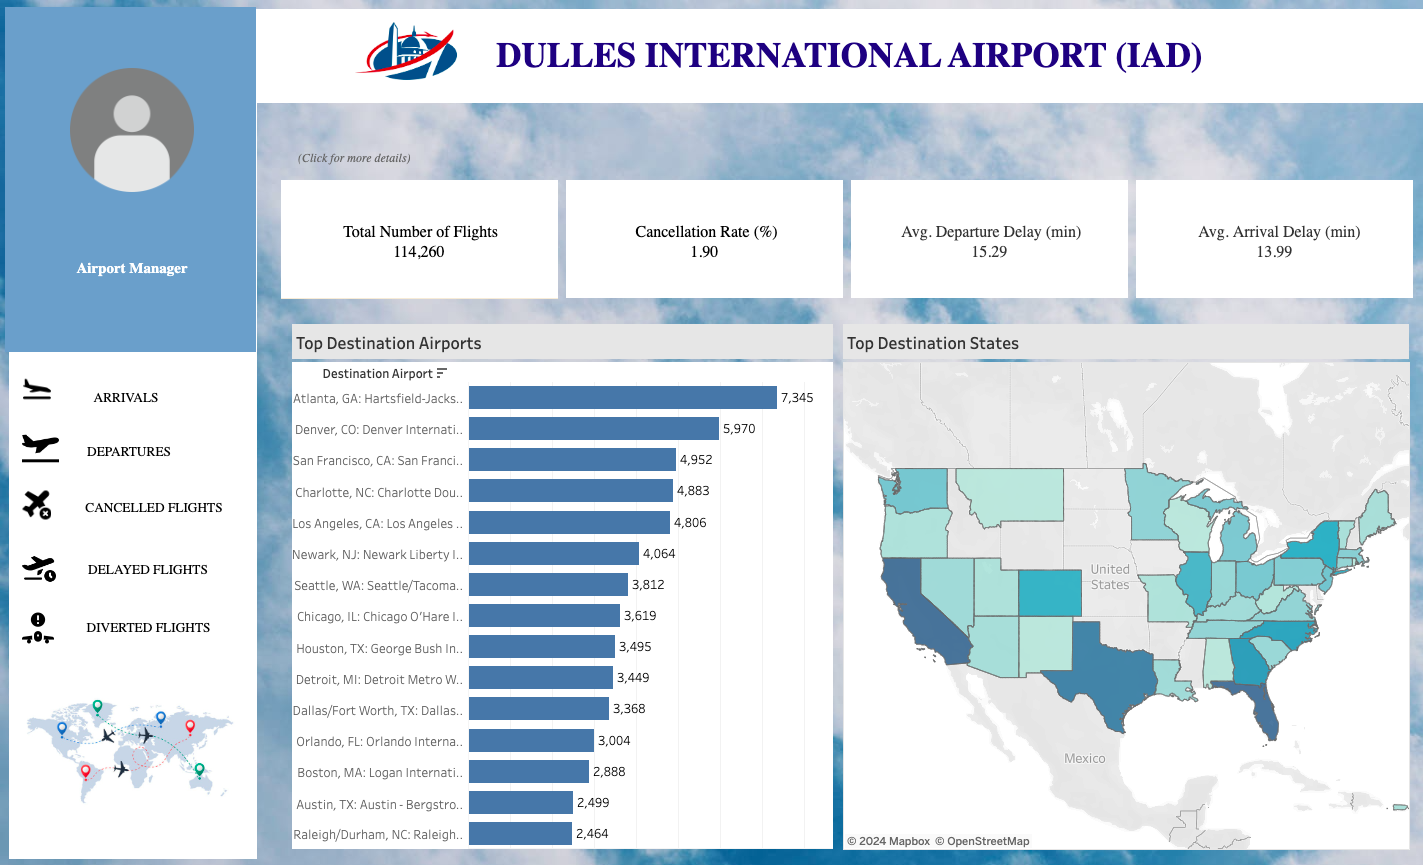 DULLES INTERNATIONAL AIRPORT (IAD)
Airport Manager
ARRIVALS
DEPARTURES
CANCELLED FLIGHTS
DELAYED FLIGHTS
DIVERTED FLIGHTS
(Click for more details)
Total Number of Flights
114,260
Cancellation Rate (%)
1.90
Avg. Departure Delay (min)
15.29
Avg. Arrival Delay (min)
13.99
Top Destination Airports
Destination Airport
Atlanta, GA: Hartsfield-Jacks.. 7,345
Denver, CO: Denver Internati.. 5,970
San Francisco, CA: San Franci.. 4,952
Charlotte, NC: Charlotte Dou.. 4,883
Los Angeles, CA: Los Angeles .. 4,806
Newark, NJ: Newark Liberty I.. 4,064
Seattle, WA: Seattle/Tacoma.. 3,812
Chicago, IL: Chicago O'Hare I.. 3,619
Houston, TX: George Bush In.. 3,495
Detroit, MI: Detroit Metro W.. 3,449
Dallas/Fort Worth, TX: Dallas.. 3,368
Orlando, FL: Orlando Interna.. 3,004
Boston, MA: Logan Internati.. 2,888
Austin, TX: Austin - Bergstro.. 2,499
Raleigh/Durham, NC: Raleigh.. 2,464
Top Destination States
United
States
Mexico
© 2024 Mapbox © OpenStreetMap